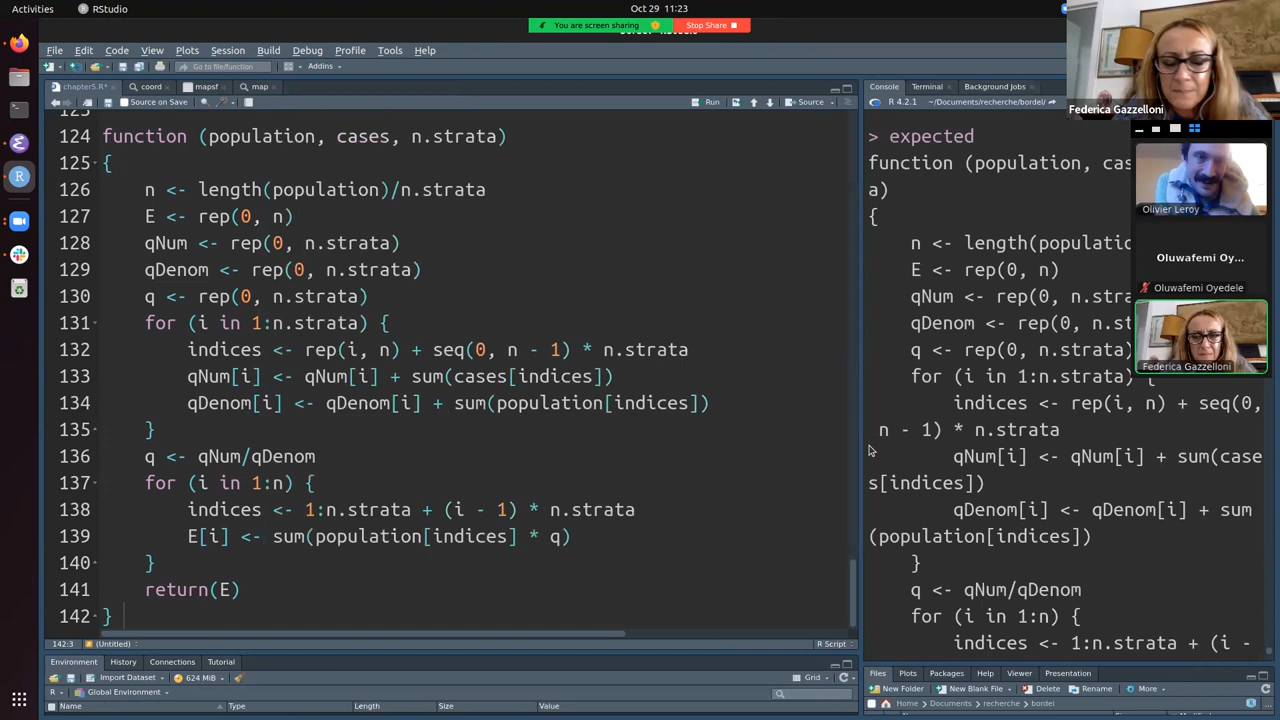 Activities
RStudio
Oct 29 11:23
You are screen sharing
Stop Share
File Edit Code View Plots Session Build Debug Profile Tools Help
Go to file/function
Addins
chapter5.R*
coord
mapsf
map
Source on Save
Run
Source
124 function (population, cases, n.strata)
125 {
126 n <- length(population)/n.strata
127 E <- rep(0, n)
128 qNum <- rep(0, n.strata)
129 qDenom <- rep(0, n.strata)
130 q <- rep(0, n.strata)
131 for (i in 1:n.strata) {
132 indices <- rep(i, n) + seq(0, n - 1) * n.strata
133 qNum[i] <- qNum[i] + sum(cases[indices])
134 qDenom[i] <- qDenom[i] + sum(population[indices])
135 }
136 q <- qNum/qDenom
137 for (i in 1:n) {
138 indices <- 1:n.strata + (i - 1) * n.strata
139 E[i] <- sum(population[indices] * q)
140 }
141 return(E)
142 }
142:3
(Untitled)
R Script
Environment History Connections Tutorial
Import Dataset
624 MiB
Grid
R
Global Environment
Name Type Length Size Value
Console Terminal Background Jobs
R 4.2.1 · ~/Documents/recherche/bordel/
> expected
function (population, cas
a)
{
n <- length(populatio
E <- rep(0, n)
qNum <- rep(0, n.stra
qDenom <- rep(0, n.st
q <- rep(0, n.strata)
for (i in 1:n.strata) {
indices <- rep(i, n) + seq(0,
n - 1) * n.strata
qNum[i] <- qNum[i] + sum(case
s[indices])
qDenom[i] <- qDenom[i] + sum
(population[indices])
}
q <- qNum/qDenom
for (i in 1:n) {
indices <- 1:n.strata + (i -
Files Plots Packages Help Viewer Presentation
New Folder New Blank File Delete Rename More
Home Documents recherche bordel
Name
Federica Gazzelloni
Olivier Leroy
Oluwafemi Oy...
Oluwafemi Oyedele
Federica Gazzelloni